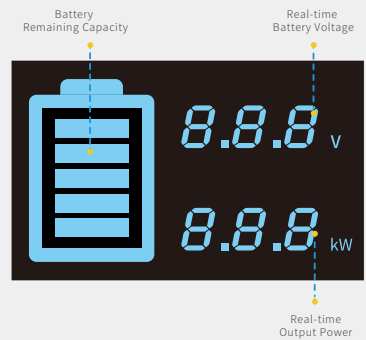 Battery
Remaining Capacity
Real-time
Battery Voltage
8.8.8 V
8.8.8 kW
Real-time
Output Power